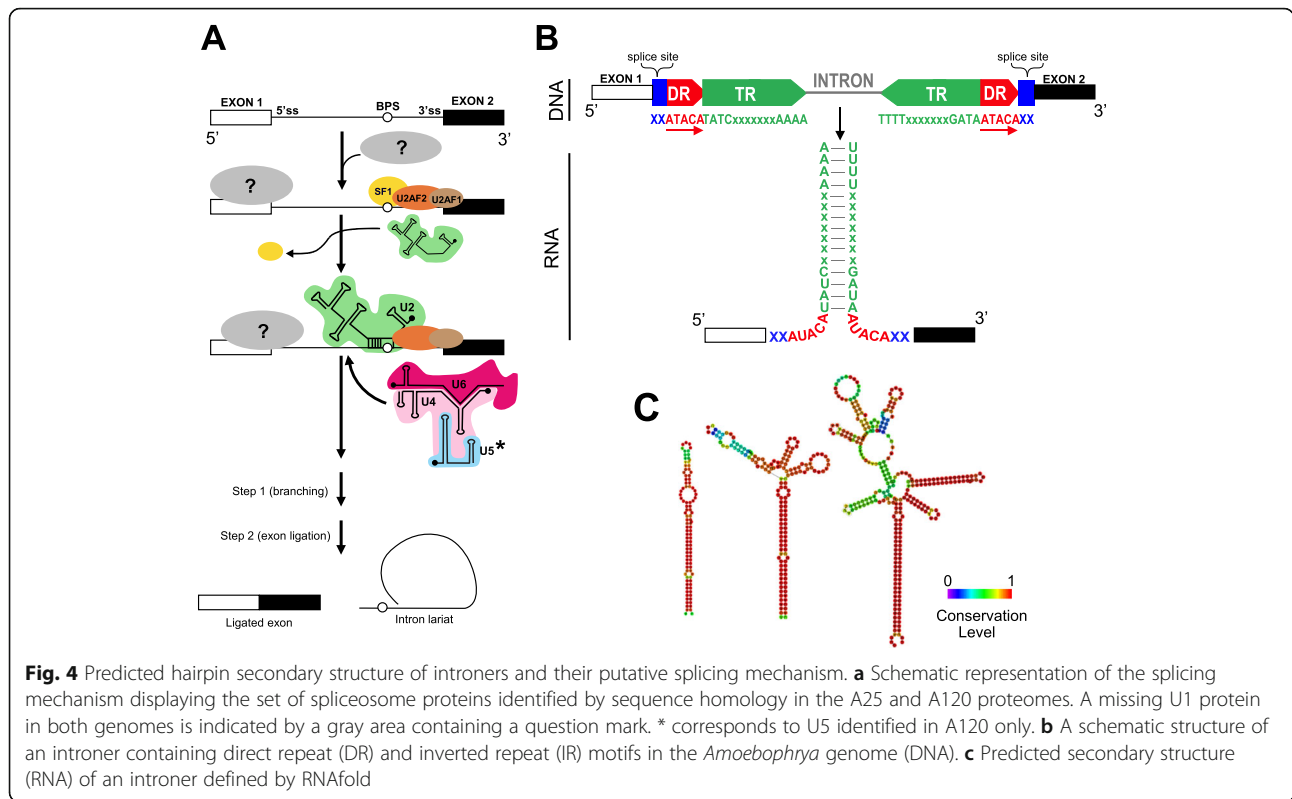 A
EXON 1
5'ss
BPS
3'ss
EXON 2
5'
3'
?
?
SF1
U2AF2
U2AF1
?
U2
U6
U4
U5*
Step 1 (branching)
Step 2 (exon ligation)
Ligated exon
Intron lariat
B
splice site
splice site
DNA
EXON 1
DR
TR
INTRON
TR
DR
EXON 2
5'
3'
XXATACATATCxxxxxxxAAAA
TTTTxxxxxxxGATAATACAXX
RNA
A — U
A — U
A — U
A — U
x — x
x — x
x — x
x — x
x — x
x — x
x — x
C — G
U — A
A — U
U — A
5'
XXAUACA
AUACAXX
3'
C
0
1
Conservation
Level
Fig. 4 Predicted hairpin secondary structure of introners and their putative splicing mechanism. a Schematic representation of the splicing
mechanism displaying the set of spliceosome proteins identified by sequence homology in the A25 and A120 proteomes. A missing U1 protein
in both genomes is indicated by a gray area containing a question mark. * corresponds to U5 identified in A120 only. b A schematic structure of
an introner containing direct repeat (DR) and inverted repeat (IR) motifs in the Amoebophrya genome (DNA). c Predicted secondary structure
(RNA) of an introner defined by RNAfold